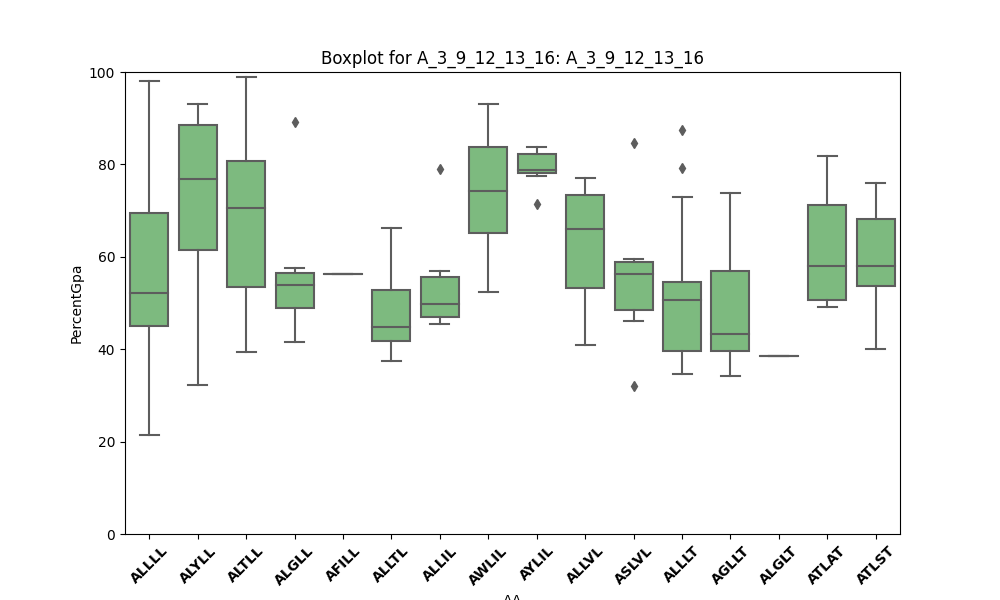 Boxplot for A_3_9_12_13_16: A_3_9_12_13_16
100
80
60
40
20
0
PercentGpa
ALLLL ALYLL ALTLL ALGLL AFILL ALLTL ALLIL AWLIL AYLIL ALLVL ASLVL ALLLT AGLLT ALGLT ATLAT ATLST
AA